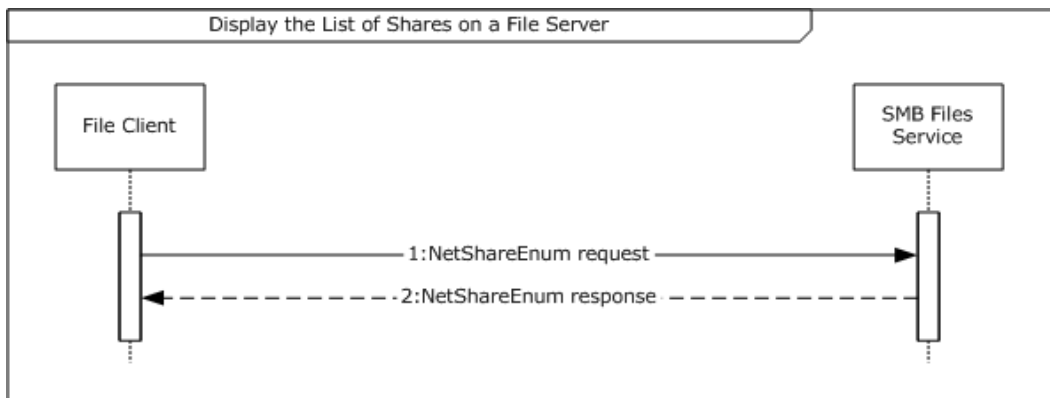 Display the List of Shares on a File Server
File Client
SMB Files
Service
1:NetShareEnum request
2:NetShareEnum response